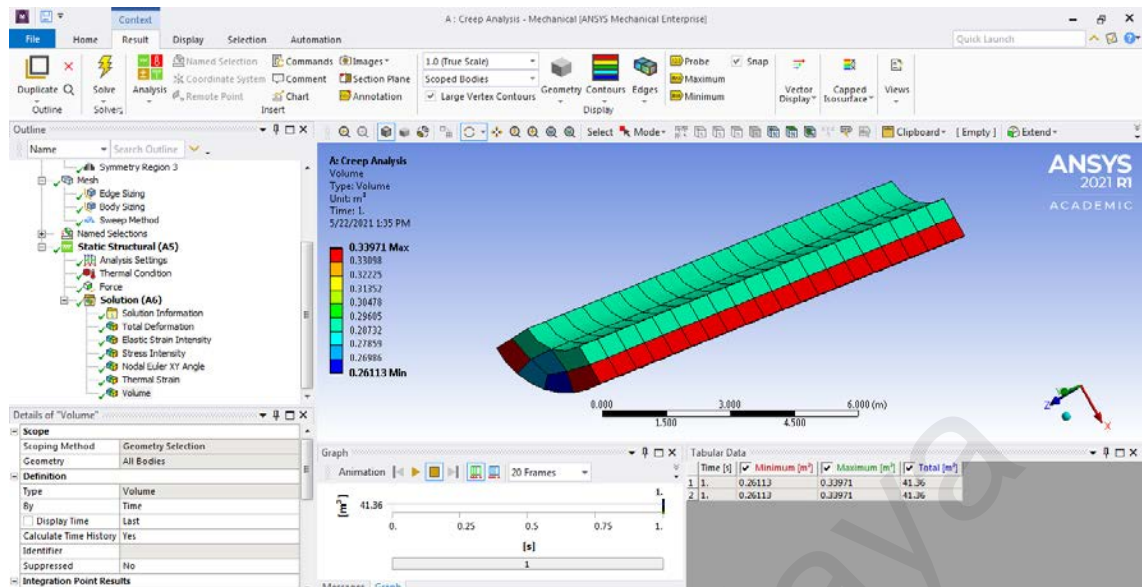 A : Creep Analysis - Mechanical [ANSYS Mechanical Enterprise]
Context
File Home Result Display Selection Automation
Quick Launch
Duplicate Q Solve Analysis
Named Selection Commands Images
Coordinate System Comment Section Plane
Remote Point Chart Annotation
1.0 (True Scale)
Scoped Bodies
Large Vertex Contours
Geometry Contours Edges
Probe Snap
Maximum
Minimum
Vector Display Capped Isosurface Views
Outline Solver Insert Display
Outline
Name Search Outline
Select Mode Clipboard [ Empty ] Extend
Symmetry Region 3
Mesh
Edge Sizing
Body Sizing
Sweep Method
Named Selections
Static Structural (A5)
Analysis Settings
Thermal Condition
Force
Solution (A6)
Solution Information
Total Deformation
Elastic Strain Intensity
Stress Intensity
Nodal Euler XY Angle
Thermal Strain
Volume
A: Creep Analysis
Volume
Type: Volume
Unit: m³
Time: 1.
5/22/2021 1:35 PM
0.33971 Max
0.33098
0.32225
0.31352
0.30478
0.29605
0.28732
0.27859
0.26986
0.26113 Min
ANSYS
2021 R1
ACADEMIC
0.000 3.000 6.000 (m)
1.500 4.500
Z X
Details of "Volume"
Scope
Scoping Method Geometry Selection
Geometry All Bodies
Definition
Type Volume
By Time
Display Time Last
Calculate Time History Yes
Identifier
Suppressed No
Integration Point Results
Graph
Animation 20 Frames
1.
[m³] 41.36
0. 0.25 0.5 0.75 1.
[s]
1
Messages Graph
Tabular Data
Time [s] Minimum [m³] Maximum [m³] Total [m³]
1 1. 0.26113 0.33971 41.36
2 1. 0.26113 0.33971 41.36
aya